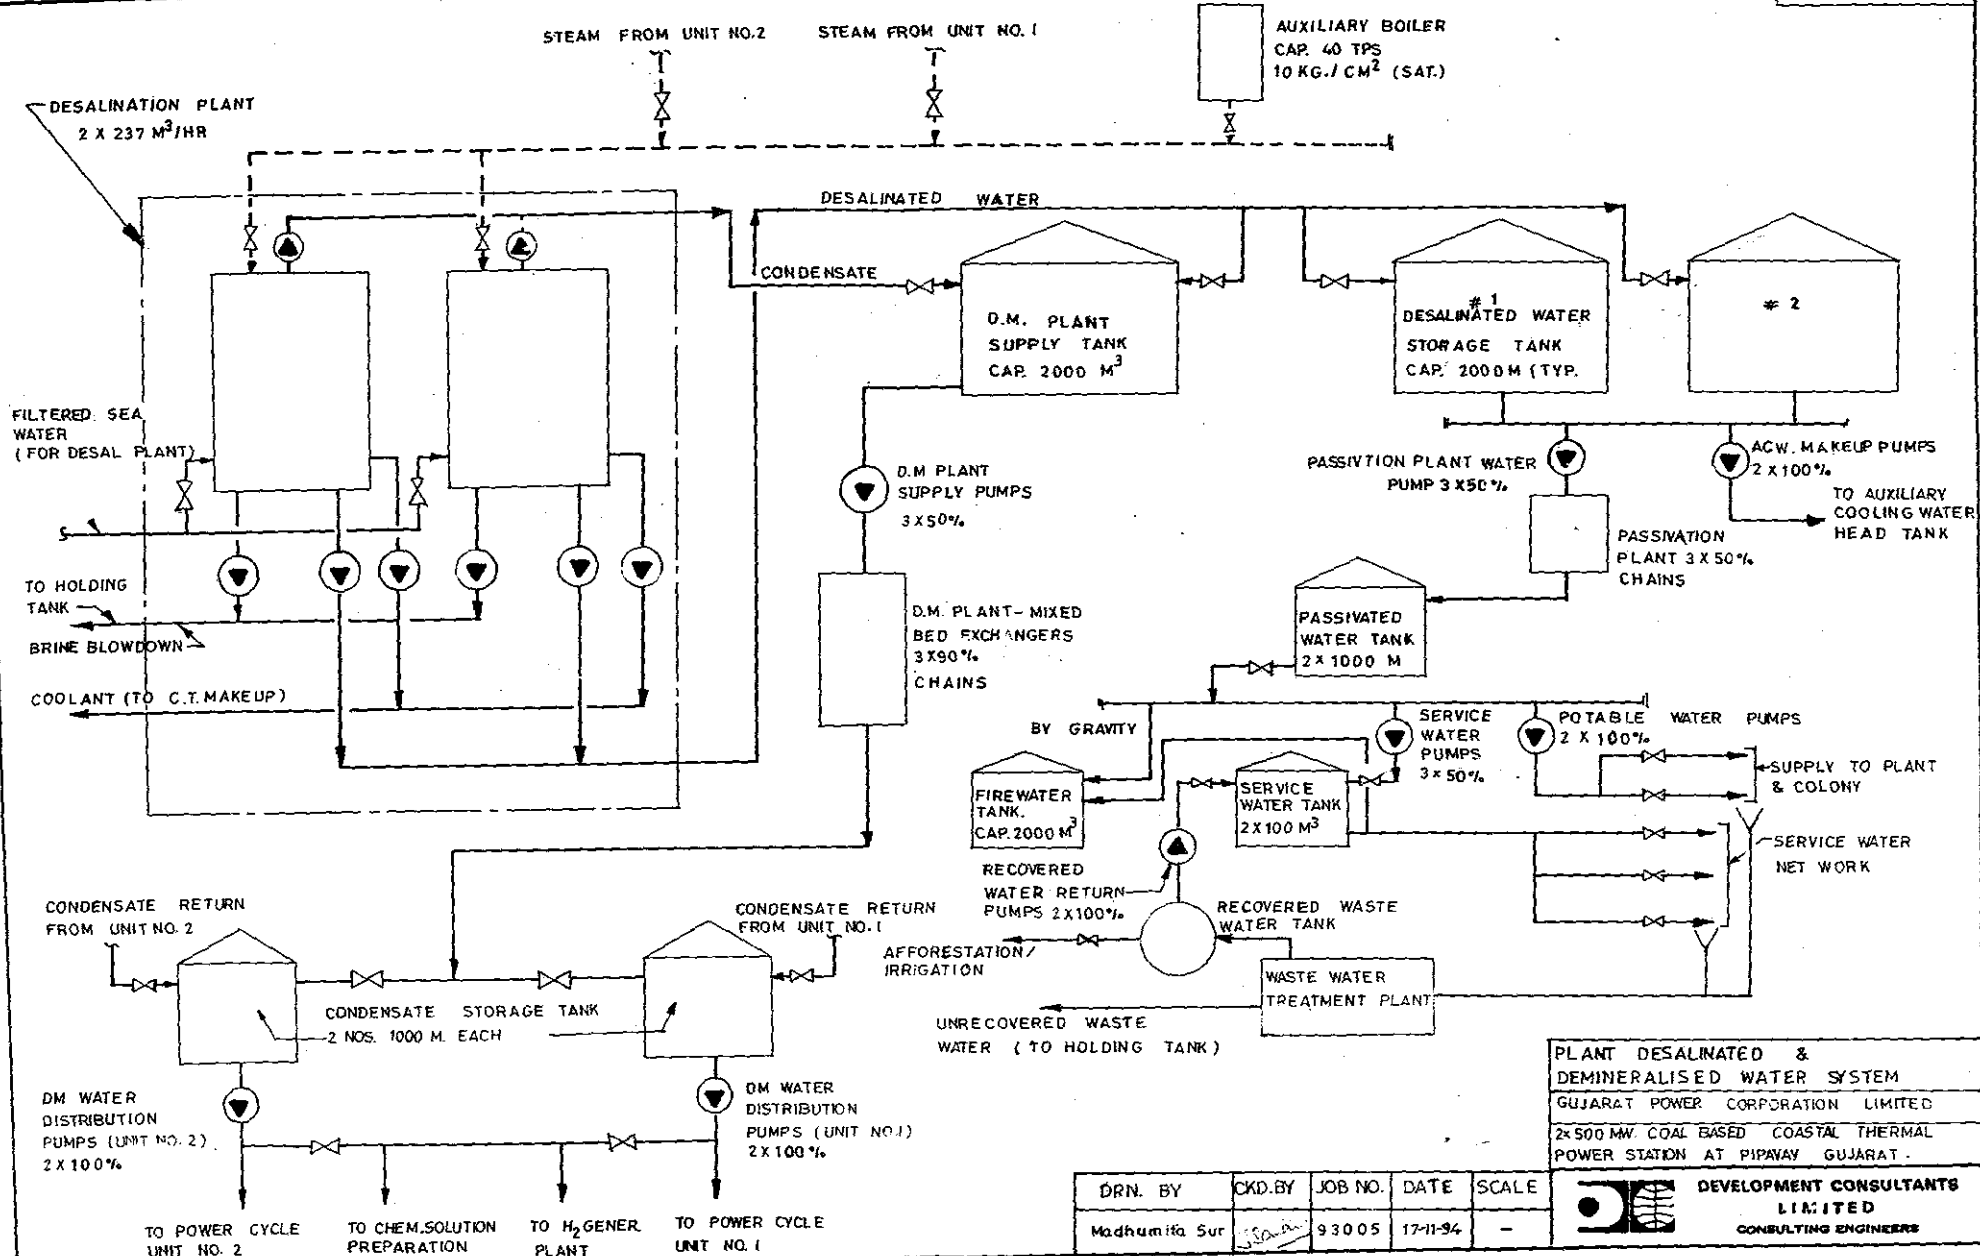 STEAM FROM UNIT NO.2
STEAM FROM UNIT NO. 1
AUXILIARY BOILER
CAP. 40 TPS
10 KG./ CM² (SAT.)
DESALINATION PLANT
2 X 237 M³/HR
DESALINATED WATER
CONDENSATE
D.M. PLANT
SUPPLY TANK
CAP. 2000 M³
# 1
DESALINATED WATER
STORAGE TANK
CAP. 2000 M (TYP.
# 2
FILTERED SEA
WATER
(FOR DESAL PLANT)
D.M PLANT
SUPPLY PUMPS
3 X 50%
PASSIVTION PLANT WATER
PUMP 3 X 50%
ACW. MAKEUP PUMPS
2 X 100%
TO AUXILIARY
COOLING WATER
HEAD TANK
PASSIVATION
PLANT 3 X 50%
CHAINS
TO HOLDING
TANK
BRINE BLOWDOWN
COOLANT (TO C.T. MAKEUP)
D.M. PLANT - MIXED
BED EXCHANGERS
3X90%
CHAINS
PASSIVATED
WATER TANK
2 X 1000 M
BY GRAVITY
SERVICE
WATER
PUMPS
3 x 50%
POTABLE WATER PUMPS
2 X 100%
SUPPLY TO PLANT
& COLONY
FIREWATER
TANK.
CAP. 2000 M³
SERVICE
WATER TANK
2 X 100 M³
SERVICE WATER
NET WORK
RECOVERED
WATER RETURN
PUMPS 2X100%
RECOVERED WASTE
WATER TANK
AFFORESTATION/
IRRIGATION
WASTE WATER
TREATMENT PLANT
UNRECOVERED WASTE
WATER ( TO HOLDING TANK )
CONDENSATE RETURN
FROM UNIT NO. 2
CONDENSATE RETURN
FROM UNIT NO. 1
CONDENSATE STORAGE TANK
2 NOS. 1000 M. EACH
DM WATER
DISTRIBUTION
PUMPS (UNIT NO. 2)
2 X 100%
DM WATER
DISTRIBUTION
PUMPS (UNIT NO.1)
2 X 100%
TO POWER CYCLE
UNIT NO. 2
TO CHEM. SOLUTION
PREPARATION
TO H₂ GENER.
PLANT
TO POWER CYCLE
UNIT NO. 1
PLANT DESALINATED &
DEMINERALISED WATER SYSTEM
GUJARAT POWER CORPORATION LIMITED
2x500 MW. COAL BASED COASTAL THERMAL
POWER STATION AT PIPAVAV GUJARAT.
DRN. BY CKD.BY JOB NO. DATE SCALE
Madhumita Sur 93005 17-11-94 -
DEVELOPMENT CONSULTANTS
LIMITED
CONSULTING ENGINEERS